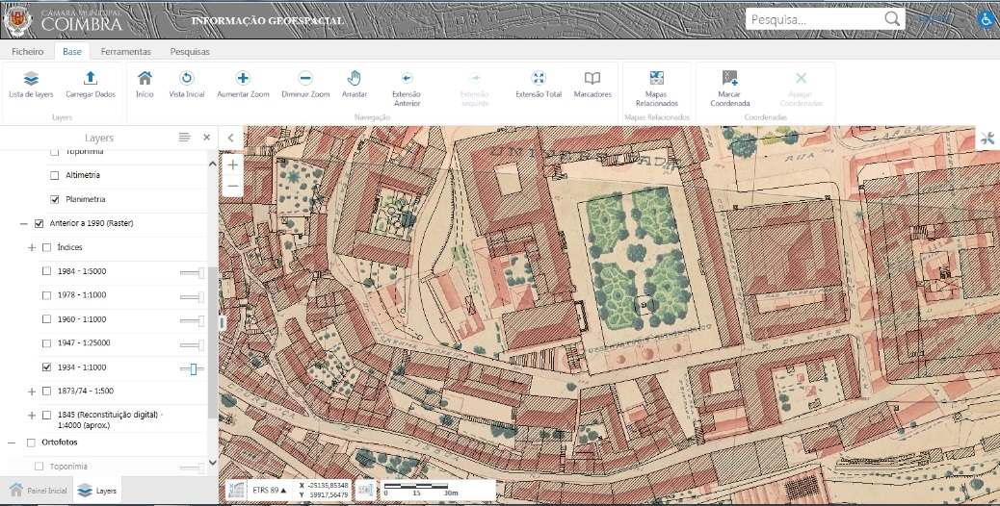 CÂMARA MUNICIPAL
COIMBRA
INFORMAÇÃO GEOESPACIAL
Pesquisa...
Ficheiro
Base
Ferramentas
Pesquisas
Lista de layers
Carregar Dados
Início
Vista Inicial
Aumentar Zoom
Diminuir Zoom
Arrastar
Extensão
Anterior
Extensão
seguinte
Extensão Total
Marcadores
Mapas
Relacionados
Marcar
Coordenada
Apagar
Coordenadas
Layers
Navegação
Mapas Relacionados
Coordenadas
Layers
Toponímia
Altimetria
Planimetria
Anterior a 1990 (Raster)
Índices
1984 - 1:5000
1978 - 1:1000
1960 - 1:1000
1947 - 1:25000
1934 - 1:1000
1873/74 - 1:500
1845 (Reconstituição digital) -
1:4000 (aprox.)
Ortofotos
Toponímia
Painel Inicial
Layers
UNIVERSIDADE
RUA
ETRS 89
X -25135,85348
Y 59917,56479
0 15 30m